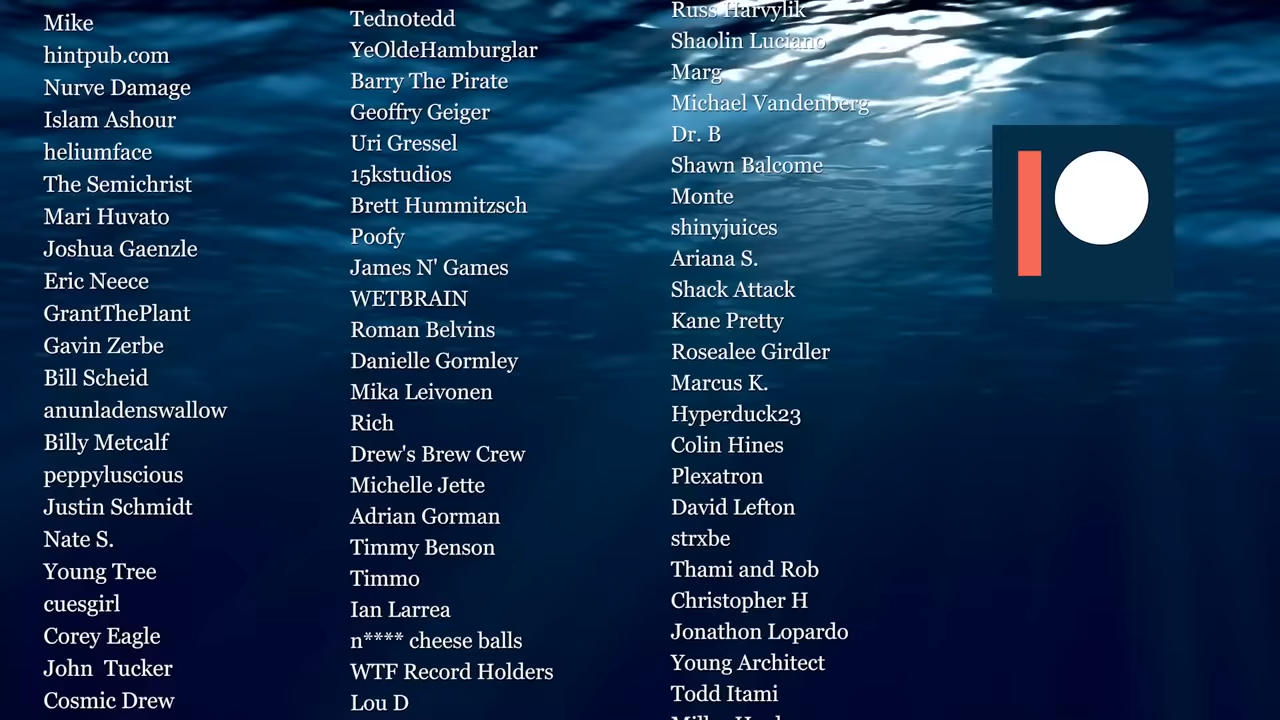 Mike
hintpub.com
Nurve Damage
Islam Ashour
heliumface
The Semichrist
Mari Huvato
Joshua Gaenzle
Eric Neece
GrantThePlant
Gavin Zerbe
Bill Scheid
anunladenswallow
Billy Metcalf
peppyluscious
Justin Schmidt
Nate S.
Young Tree
cuesgirl
Corey Eagle
John  Tucker
Cosmic Drew
Tednotedd
YeOldeHamburglar
Barry The Pirate
Geoffry Geiger
Uri Gressel
15kstudios
Brett Hummitzsch
Poofy
James N' Games
WETBRAIN
Roman Belvins
Danielle Gormley
Mika Leivonen
Rich
Drew's Brew Crew
Michelle Jette
Adrian Gorman
Timmy Benson
Timmo
Ian Larrea
n**** cheese balls
WTF Record Holders
Lou D
Russ Harvylik
Shaolin Luciano
Marg
Michael Vandenberg
Dr. B
Shawn Balcome
Monte
shinyjuices
Ariana S.
Shack Attack
Kane Pretty
Rosealee Girdler
Marcus K.
Hyperduck23
Colin Hines
Plexatron
David Lefton
strxbe
Thami and Rob
Christopher H
Jonathon Lopardo
Young Architect
Todd Itami